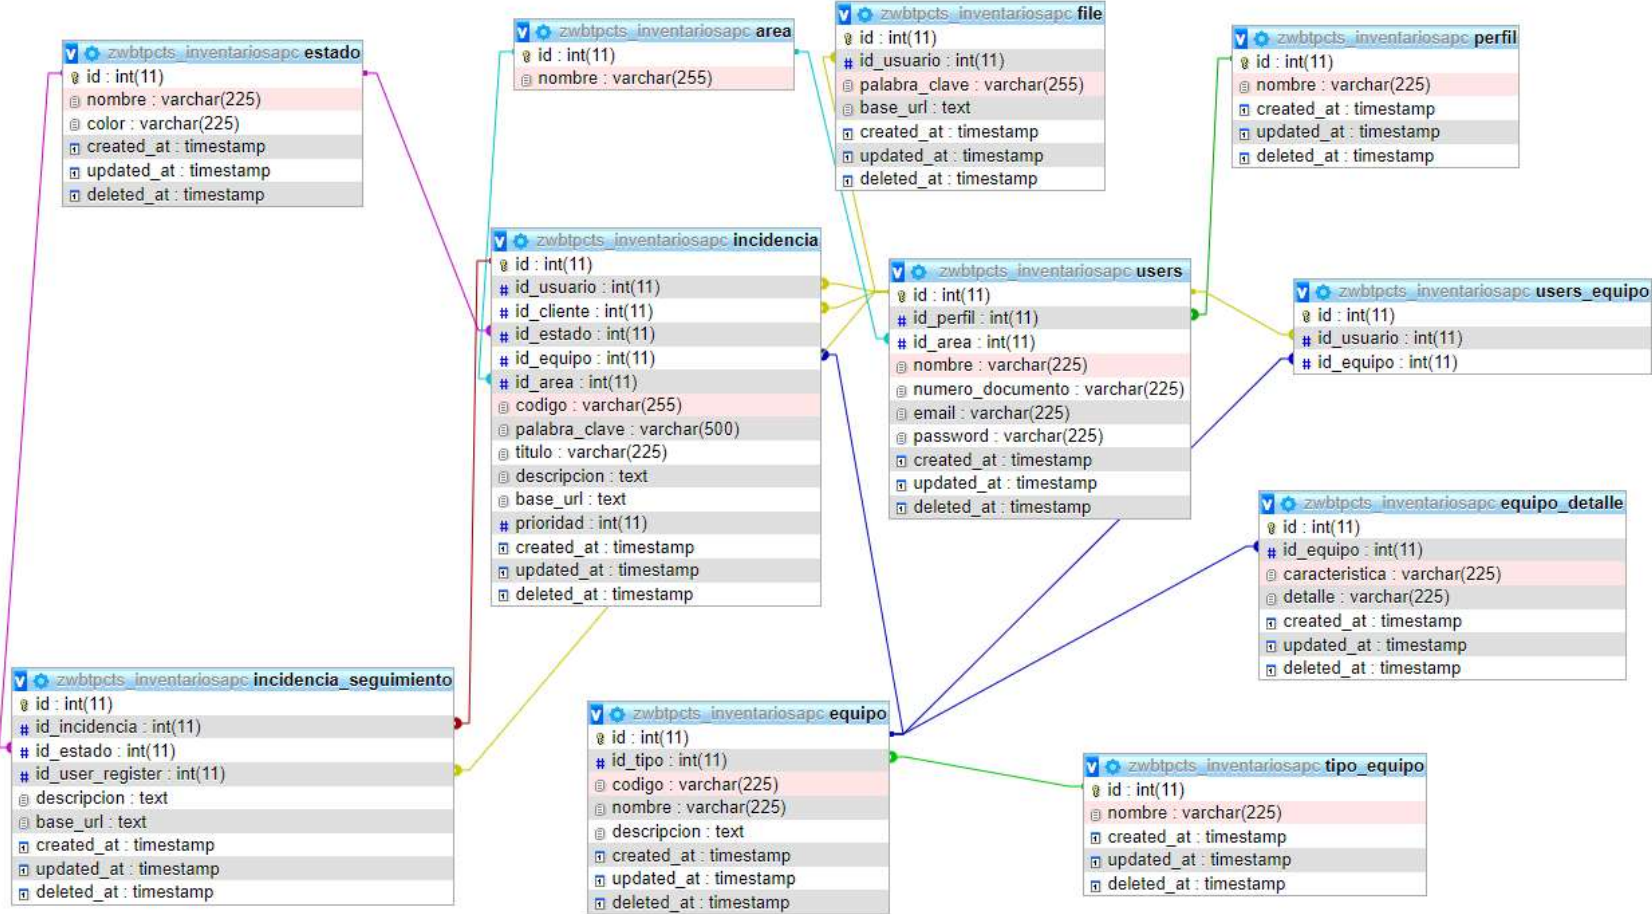 zwbtpcts_inventariosapc estado
id : int(11)
nombre : varchar(225)
color : varchar(225)
created_at : timestamp
updated_at : timestamp
deleted_at : timestamp
zwbtpcts_inventariosapc area
id : int(11)
nombre : varchar(255)
zwbtpcts_inventariosapc file
id : int(11)
id_usuario : int(11)
palabra_clave : varchar(255)
base_url : text
created_at : timestamp
updated_at : timestamp
deleted_at : timestamp
zwbtpcts_inventariosapc perfil
id : int(11)
nombre : varchar(225)
created_at : timestamp
updated_at : timestamp
deleted_at : timestamp
zwbtpcts_inventariosapc incidencia
id : int(11)
id_usuario : int(11)
id_cliente : int(11)
id_estado : int(11)
id_equipo : int(11)
id_area : int(11)
codigo : varchar(255)
palabra_clave : varchar(500)
titulo : varchar(225)
descripcion : text
base_url : text
prioridad : int(11)
created_at : timestamp
updated_at : timestamp
deleted_at : timestamp
zwbtpcts_inventariosapc users
id : int(11)
id_perfil : int(11)
id_area : int(11)
nombre : varchar(225)
numero_documento : varchar(225)
email : varchar(225)
password : varchar(225)
created_at : timestamp
updated_at : timestamp
deleted_at : timestamp
zwbtpcts_inventariosapc users_equipo
id : int(11)
id_usuario : int(11)
id_equipo : int(11)
zwbtpcts_inventariosapc equipo_detalle
id : int(11)
id_equipo : int(11)
caracteristica : varchar(225)
detalle : varchar(225)
created_at : timestamp
updated_at : timestamp
deleted_at : timestamp
zwbtpcts_inventariosapc incidencia_seguimiento
id : int(11)
id_incidencia : int(11)
id_estado : int(11)
id_user_register : int(11)
descripcion : text
base_url : text
created_at : timestamp
updated_at : timestamp
deleted_at : timestamp
zwbtpcts_inventariosapc equipo
id : int(11)
id_tipo : int(11)
codigo : varchar(225)
nombre : varchar(225)
descripcion : text
created_at : timestamp
updated_at : timestamp
deleted_at : timestamp
zwbtpcts_inventariosapc tipo_equipo
id : int(11)
nombre : varchar(225)
created_at : timestamp
updated_at : timestamp
deleted_at : timestamp